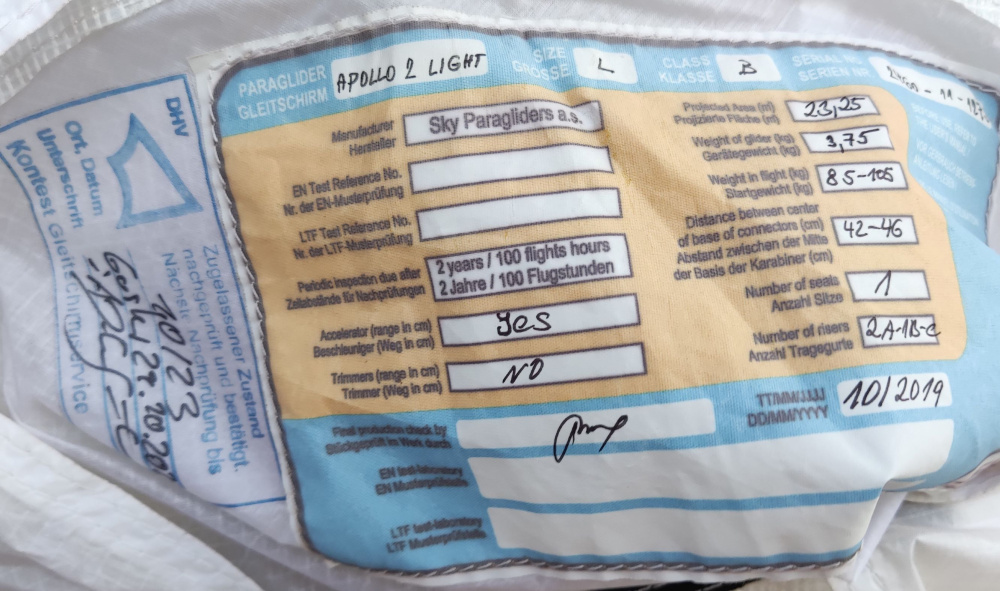 PARAGLIDER
GLEITSCHIRM
APOLLO 2 LIGHT
SIZE
GRÖSSE
L
CLASS
KLASSE
B
SERIAL NR.
SERIEN NR.
Manufacturer
Hersteller
Sky Paragliders a.s.
EN Test Reference No.
Nr. der EN-Musterprüfung
LTF Test Reference No.
Nr. der LTF-Musterprüfung
Periodic inspection due after
Zeitabstände für Nachprüfungen
2 years / 100 flights hours
2 Jahre / 100 Flugstunden
Accelerator (range in cm)
Beschleuniger (Weg in cm)
Yes
Trimmers (range in cm)
Trimmer (Weg in cm)
NO
Projected Area (m²)
Projizierte Fläche (m²)
23,25
Weight of glider (kg)
Gerätegewicht (kg)
3,75
Weight in flight (kg)
Startgewicht (kg)
85-105
Distance between center
of base of connectors (cm)
Abstand zwischen der Mitte
der Basis der Karabiner (cm)
42-46
Number of seats
Anzahl Sitze
1
Number of risers
Anzahl Tragegurte
2A-1B-C
Final production check by
Stückgeprüft im Werk durch
TT/MM/JJJJ
DD/MM/YYYY
10/2019
EN test-laboratory
EN Musterprüfstelle
LTF test-laboratory
LTF Musterprüfstelle
DHV
Zugelassener Zustand
nachgeprüft und bestätigt.
Nächste Nachprüfung bis
10/23
Ort, Datum
Unterschrift
Kontest Gleitschirmservice